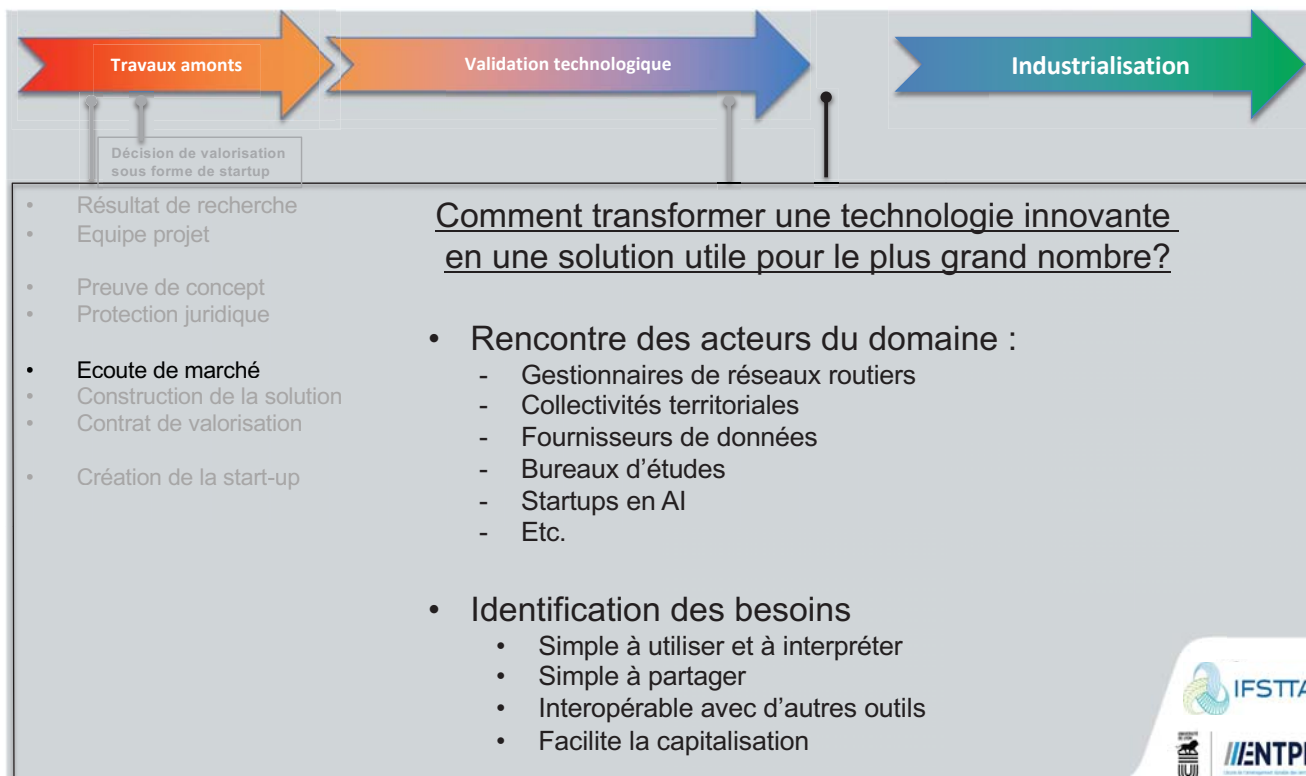 Travaux amonts
Validation technologique
Industrialisation
Décision de valorisation
sous forme de startup
• Résultat de recherche
• Equipe projet
• Preuve de concept
• Protection juridique
• Ecoute de marché
• Construction de la solution
• Contrat de valorisation
• Création de la start-up
Comment transformer une technologie innovante
en une solution utile pour le plus grand nombre?
• Rencontre des acteurs du domaine :
- Gestionnaires de réseaux routiers
- Collectivités territoriales
- Fournisseurs de données
- Bureaux d’études
- Startups en AI
- Etc.
• Identification des besoins
• Simple à utiliser et à interpréter
• Simple à partager
• Interopérable avec d’autres outils
• Facilite la capitalisation
IFSTTA
ENTP